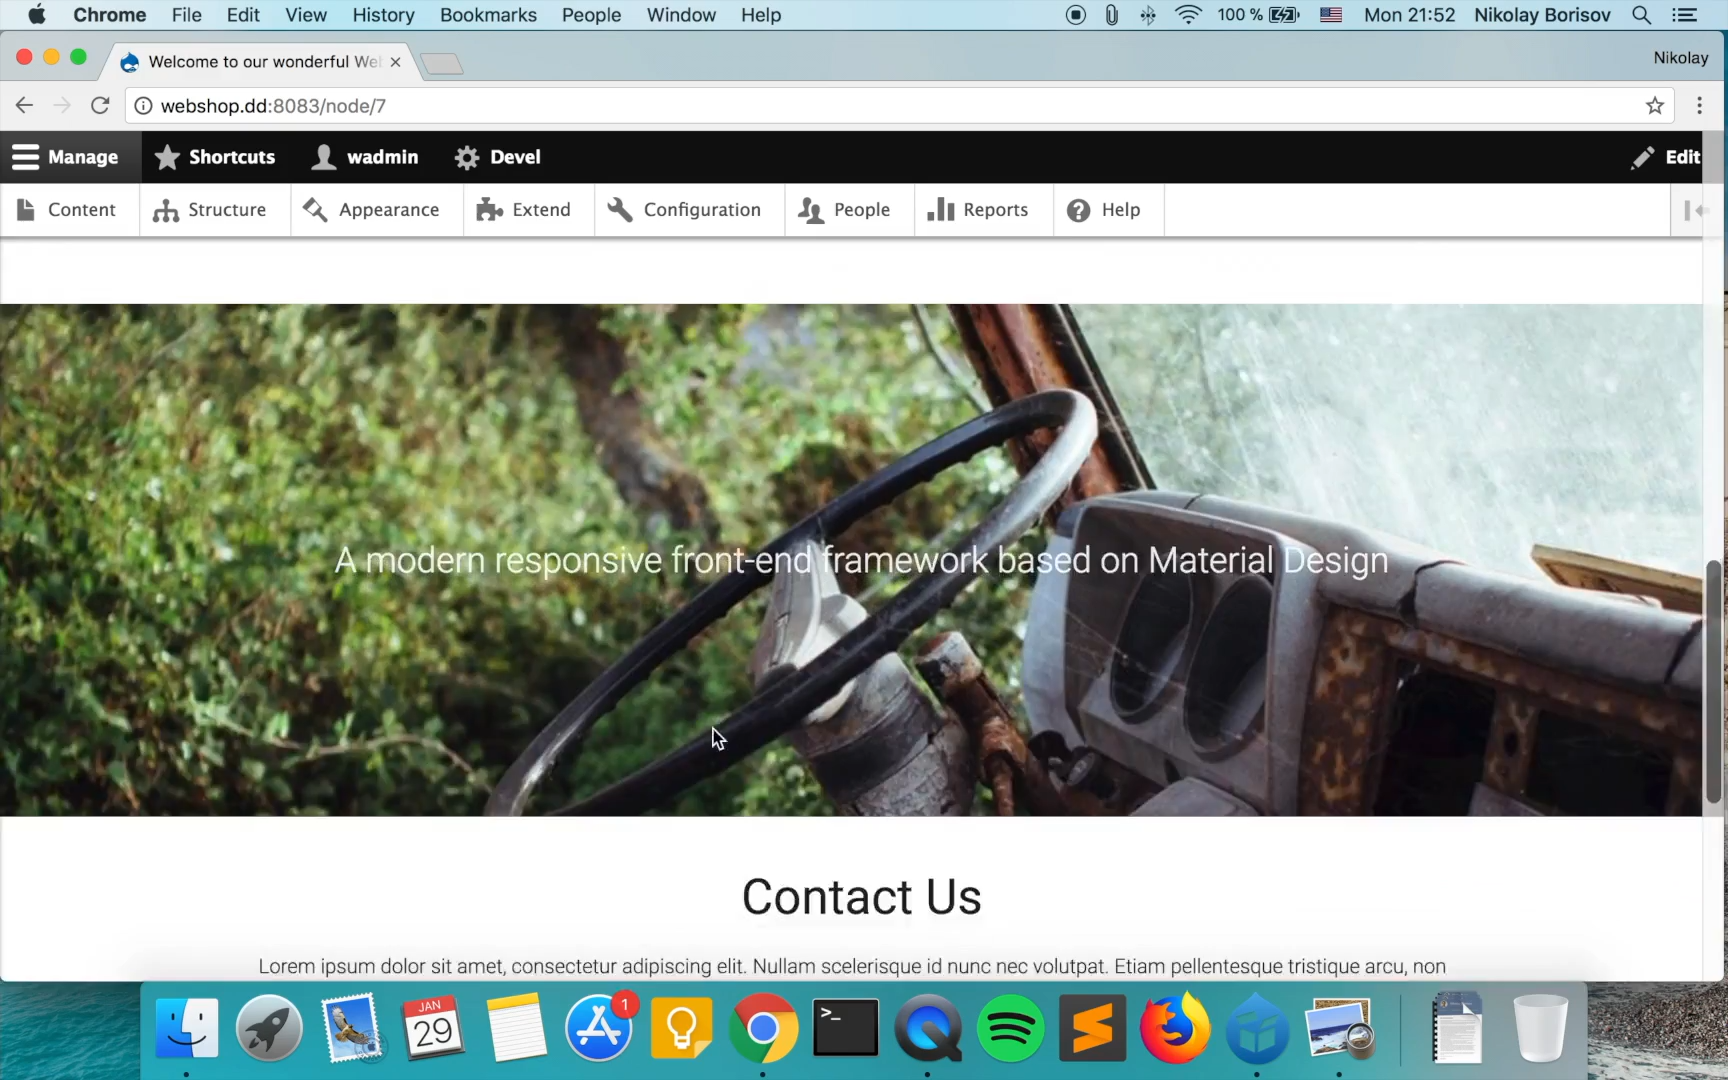 Chrome File Edit View History Bookmarks People Window Help 100 % Mon 21:52 Nikolay Borisov
Welcome to our wonderful Wel Nikolay
webshop.dd:8083/node/7
Manage Shortcuts wadmin Devel Edit
Content Structure Appearance Extend Configuration People Reports Help
A modern responsive front-end framework based on Material Design
Contact Us
Lorem ipsum dolor sit amet, consectetur adipiscing elit. Nullam scelerisque id nunc nec volutpat. Etiam pellentesque tristique arcu, non
JAN 1
29